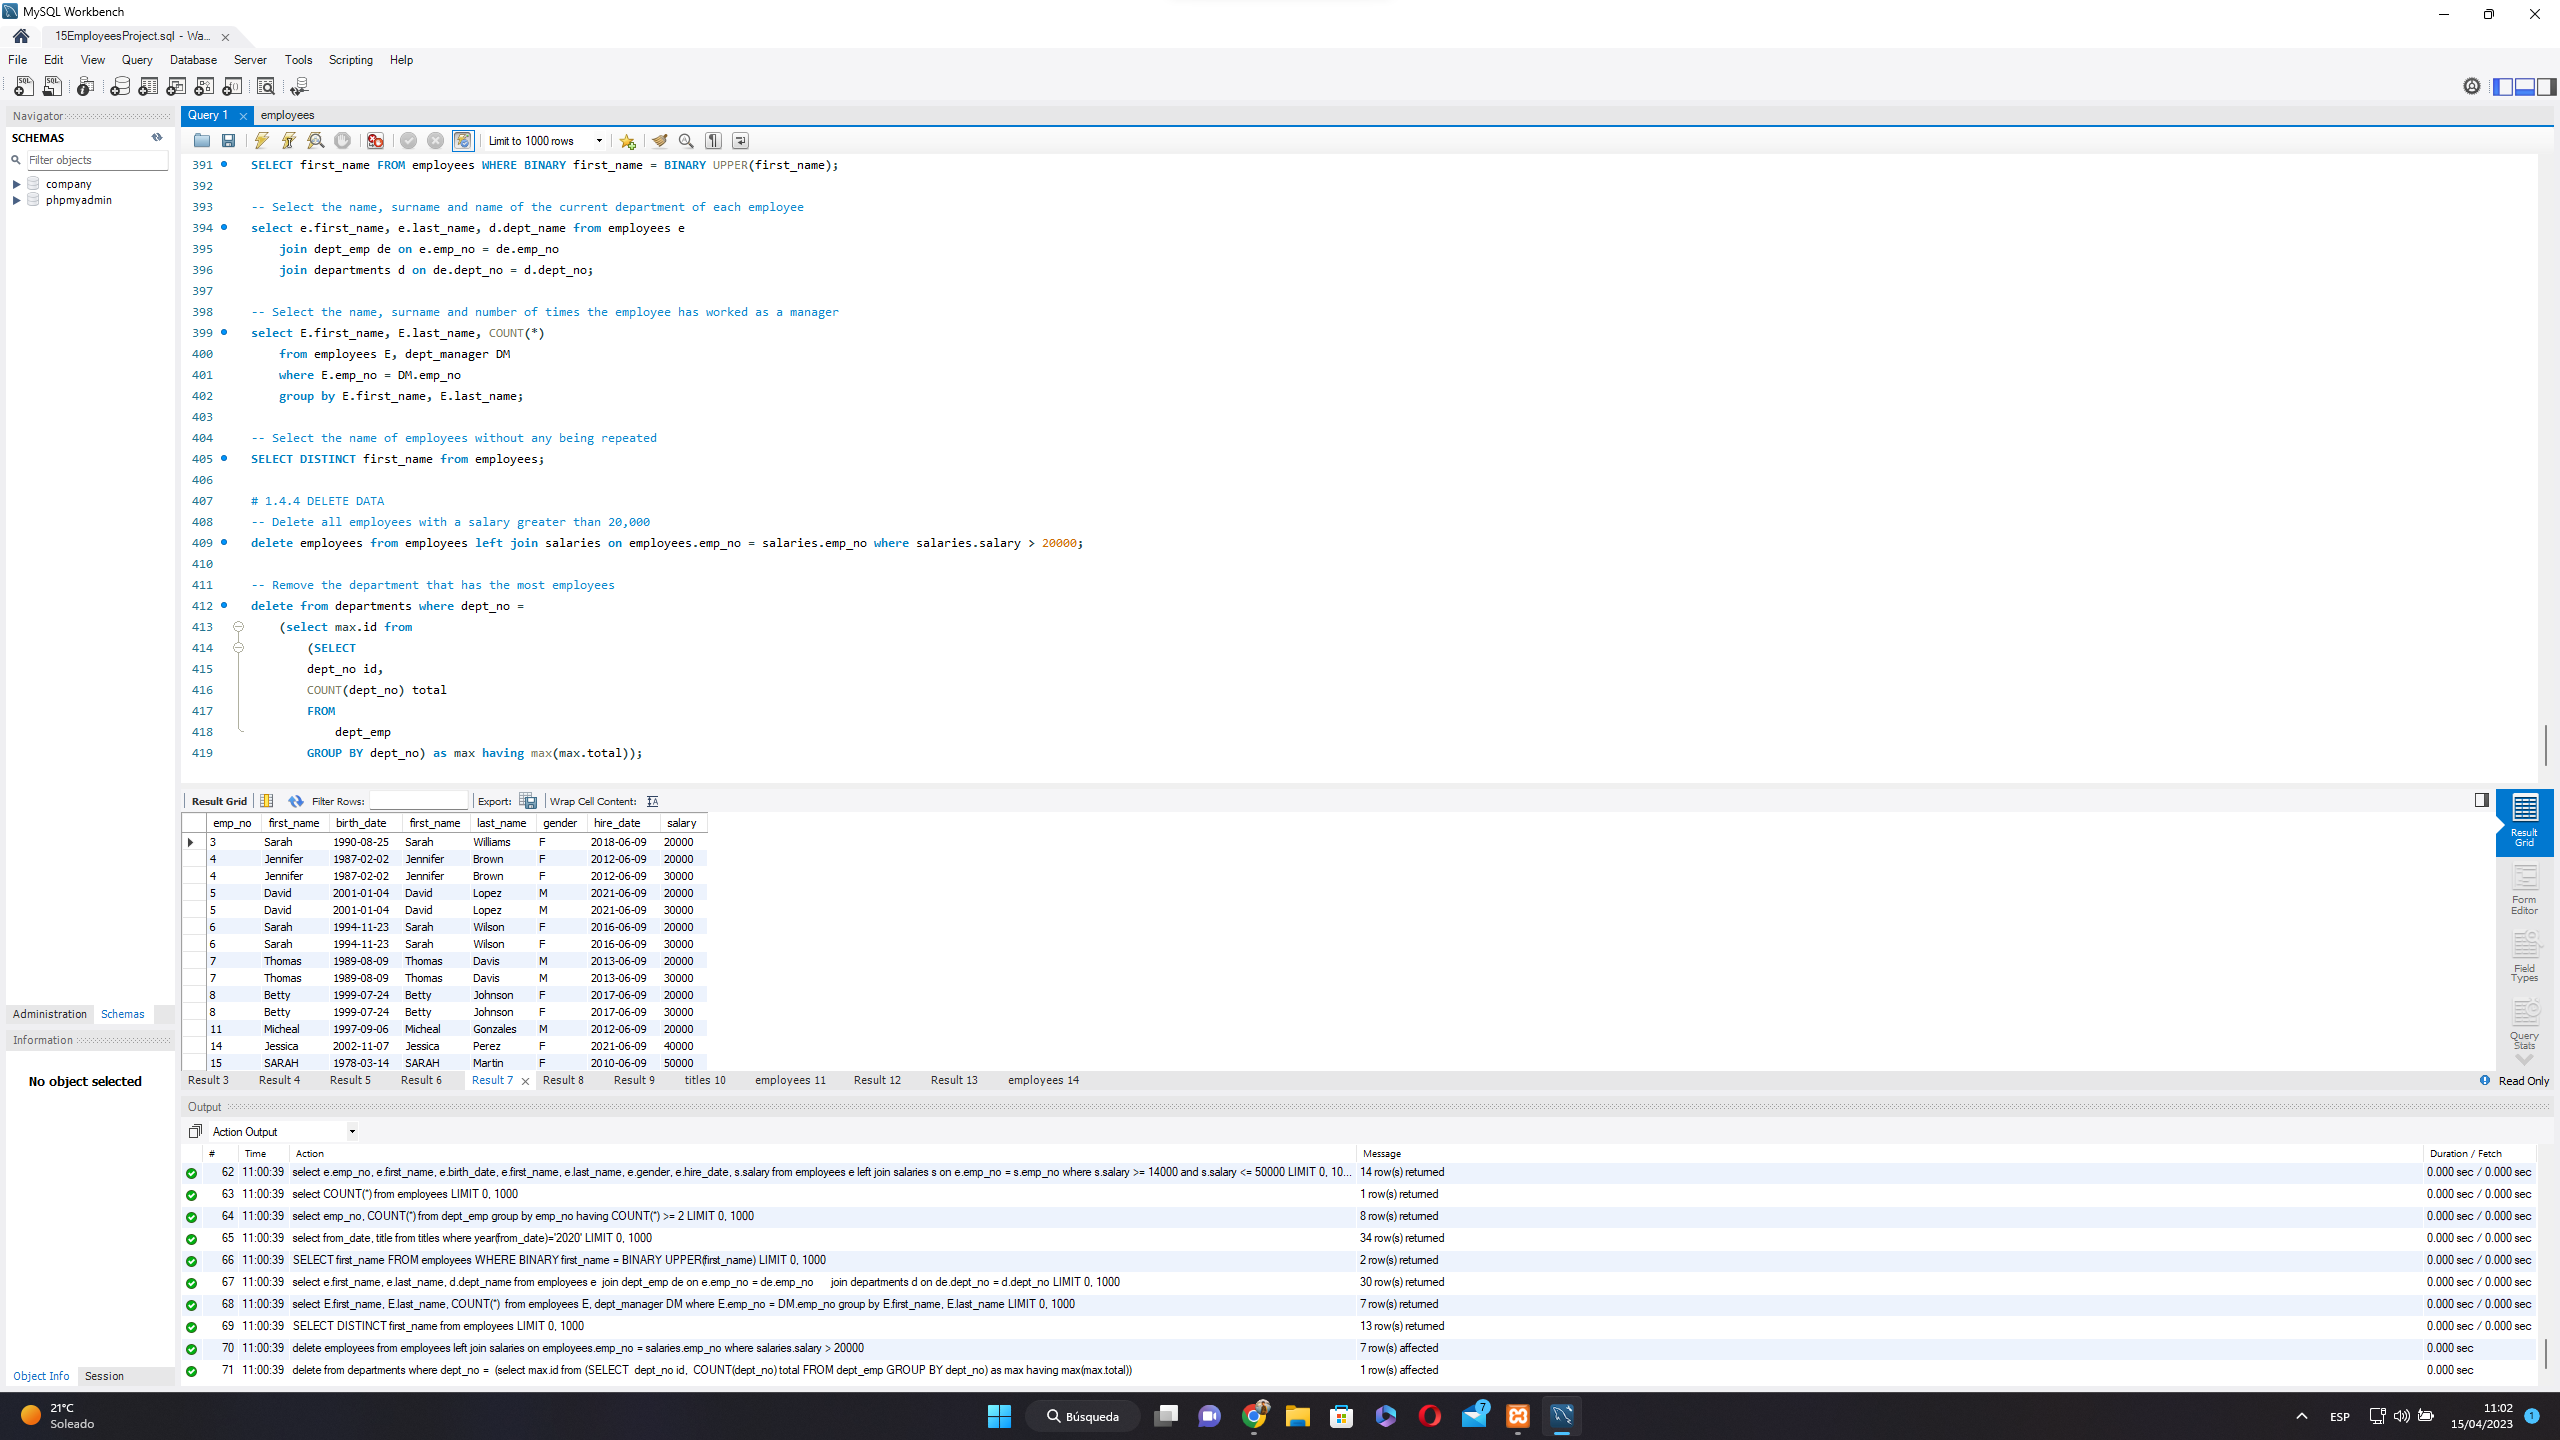 MySQL Workbench
15EmployeesProject.sql - Wa...
File Edit View Query Database Server Tools Scripting Help
Navigator
SCHEMAS
Filter objects
company
phpmyadmin
Administration Schemas
Information
No object selected
Object Info Session
Query 1 employees
Limit to 1000 rows
391 SELECT first_name FROM employees WHERE BINARY first_name = BINARY UPPER(first_name);
392
393 -- Select the name, surname and name of the current department of each employee
394 select e.first_name, e.last_name, d.dept_name from employees e
395 join dept_emp de on e.emp_no = de.emp_no
396 join departments d on de.dept_no = d.dept_no;
397
398 -- Select the name, surname and number of times the employee has worked as a manager
399 select E.first_name, E.last_name, COUNT(*)
400 from employees E, dept_manager DM
401 where E.emp_no = DM.emp_no
402 group by E.first_name, E.last_name;
403
404 -- Select the name of employees without any being repeated
405 SELECT DISTINCT first_name from employees;
406
407 # 1.4.4 DELETE DATA
408 -- Delete all employees with a salary greater than 20,000
409 delete employees from employees left join salaries on employees.emp_no = salaries.emp_no where salaries.salary > 20000;
410
411 -- Remove the department that has the most employees
412 delete from departments where dept_no =
413 (select max.id from
414 (SELECT
415 dept_no id,
416 COUNT(dept_no) total
417 FROM
418 dept_emp
419 GROUP BY dept_no) as max having max(max.total));
Result Grid Filter Rows: Export: Wrap Cell Content:
emp_no first_name birth_date first_name last_name gender hire_date salary
3 Sarah 1990-08-25 Sarah Williams F 2018-06-09 20000
4 Jennifer 1987-02-02 Jennifer Brown F 2012-06-09 20000
4 Jennifer 1987-02-02 Jennifer Brown F 2012-06-09 30000
5 David 2001-01-04 David Lopez M 2021-06-09 20000
5 David 2001-01-04 David Lopez M 2021-06-09 30000
6 Sarah 1994-11-23 Sarah Wilson F 2016-06-09 20000
6 Sarah 1994-11-23 Sarah Wilson F 2016-06-09 30000
7 Thomas 1989-08-09 Thomas Davis M 2013-06-09 20000
7 Thomas 1989-08-09 Thomas Davis M 2013-06-09 30000
8 Betty 1999-07-24 Betty Johnson F 2017-06-09 20000
8 Betty 1999-07-24 Betty Johnson F 2017-06-09 30000
11 Micheal 1997-09-06 Micheal Gonzales M 2012-06-09 20000
14 Jessica 2002-11-07 Jessica Perez F 2021-06-09 40000
15 SARAH 1978-03-14 SARAH Martin F 2010-06-09 50000
Result Grid
Form Editor
Field Types
Query Stats
Result 3 Result 4 Result 5 Result 6 Result 7 Result 8 Result 9 titles 10 employees 11 Result 12 Result 13 employees 14 Read Only
Output
Action Output
# Time Action Message Duration / Fetch
62 11:00:39 select e.emp_no, e.first_name, e.birth_date, e.first_name, e.last_name, e.gender, e.hire_date, s.salary from employees e left join salaries s on e.emp_no = s.emp_no where s.salary >= 14000 and s.salary <= 50000 LIMIT 0, 10... 14 row(s) returned 0.000 sec / 0.000 sec
63 11:00:39 select COUNT(*) from employees LIMIT 0, 1000 1 row(s) returned 0.000 sec / 0.000 sec
64 11:00:39 select emp_no, COUNT(*) from dept_emp group by emp_no having COUNT(*) >= 2 LIMIT 0, 1000 8 row(s) returned 0.000 sec / 0.000 sec
65 11:00:39 select from_date, title from titles where year(from_date)='2020' LIMIT 0, 1000 34 row(s) returned 0.000 sec / 0.000 sec
66 11:00:39 SELECT first_name FROM employees WHERE BINARY first_name = BINARY UPPER(first_name) LIMIT 0, 1000 2 row(s) returned 0.000 sec / 0.000 sec
67 11:00:39 select e.first_name, e.last_name, d.dept_name from employees e join dept_emp de on e.emp_no = de.emp_no join departments d on de.dept_no = d.dept_no LIMIT 0, 1000 30 row(s) returned 0.000 sec / 0.000 sec
68 11:00:39 select E.first_name, E.last_name, COUNT(*) from employees E, dept_manager DM where E.emp_no = DM.emp_no group by E.first_name, E.last_name LIMIT 0, 1000 7 row(s) returned 0.000 sec / 0.000 sec
69 11:00:39 SELECT DISTINCT first_name from employees LIMIT 0, 1000 13 row(s) returned 0.000 sec / 0.000 sec
70 11:00:39 delete employees from employees left join salaries on employees.emp_no = salaries.emp_no where salaries.salary > 20000 7 row(s) affected 0.000 sec
71 11:00:39 delete from departments where dept_no = (select max.id from (SELECT dept_no id, COUNT(dept_no) total FROM dept_emp GROUP BY dept_no) as max having max(max.total)) 1 row(s) affected 0.000 sec
21°C
Soleado
Búsqueda
7
ESP
11:02
15/04/2023
1